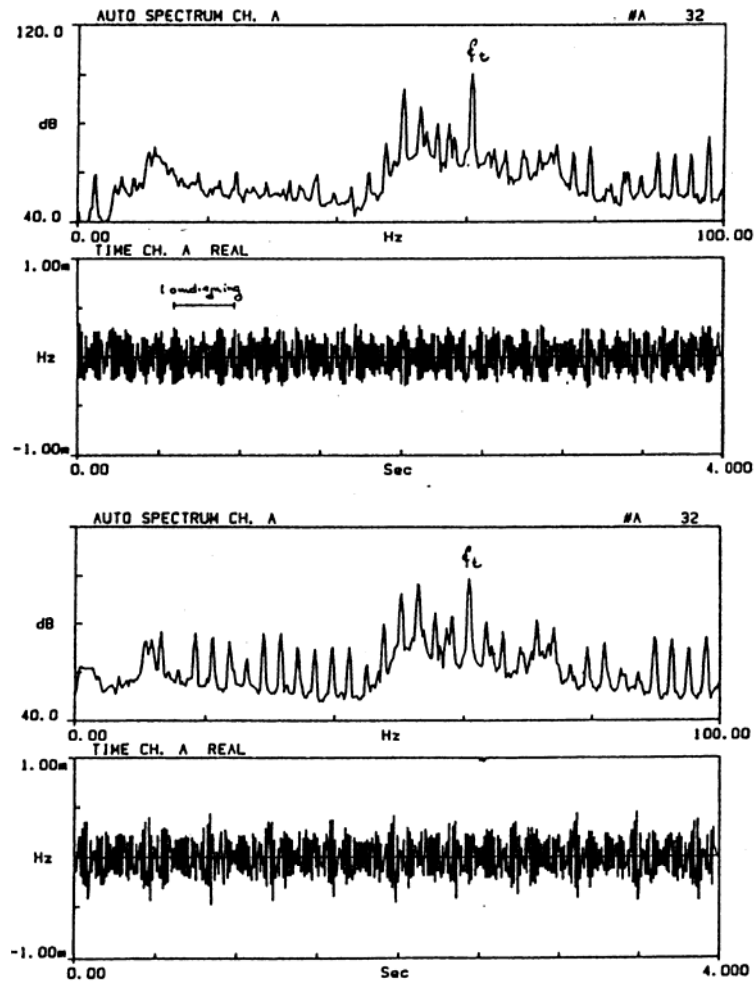 AUTO SPECTRUM CH. A #A 32
120.0
f_t
dB
40.0
0.00 Hz 100.00
TIME CH. A REAL
1.00m
1 omdrejning
Hz
-1.00m
0.00 Sec 4.000
AUTO SPECTRUM CH. A #A 32
f_t
dB
40.0
0.00 Hz 100.00
TIME CH. A REAL
1.00m
Hz
-1.00m
0.00 Sec 4.000